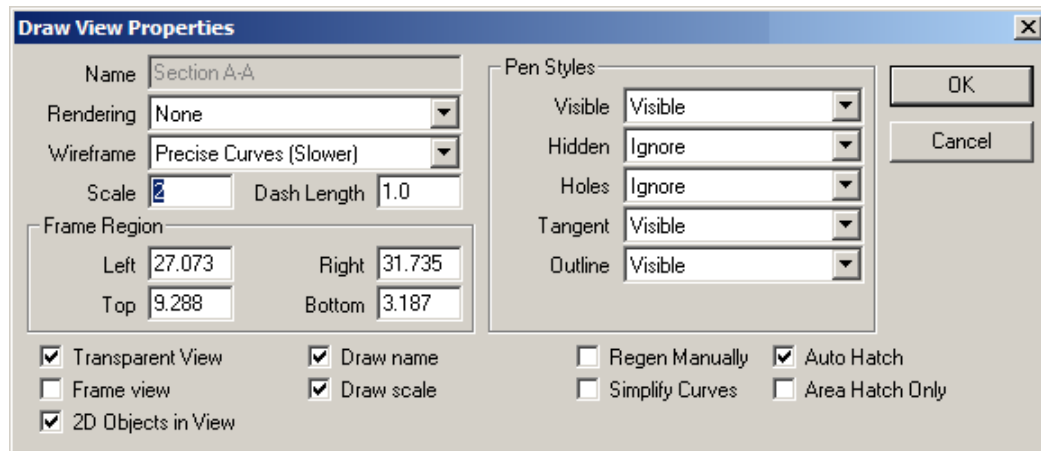 Draw View Properties
Name Section A-A
Rendering None
Wireframe Precise Curves (Slower)
Scale 2 Dash Length 1.0
Frame Region
Left 27.073 Right 31.735
Top 9.288 Bottom 3.187
Pen Styles
Visible Visible
Hidden Ignore
Holes Ignore
Tangent Visible
Outline Visible
OK
Cancel
Transparent View Draw name Regen Manually Auto Hatch
Frame view Draw scale Simplify Curves Area Hatch Only
2D Objects in View